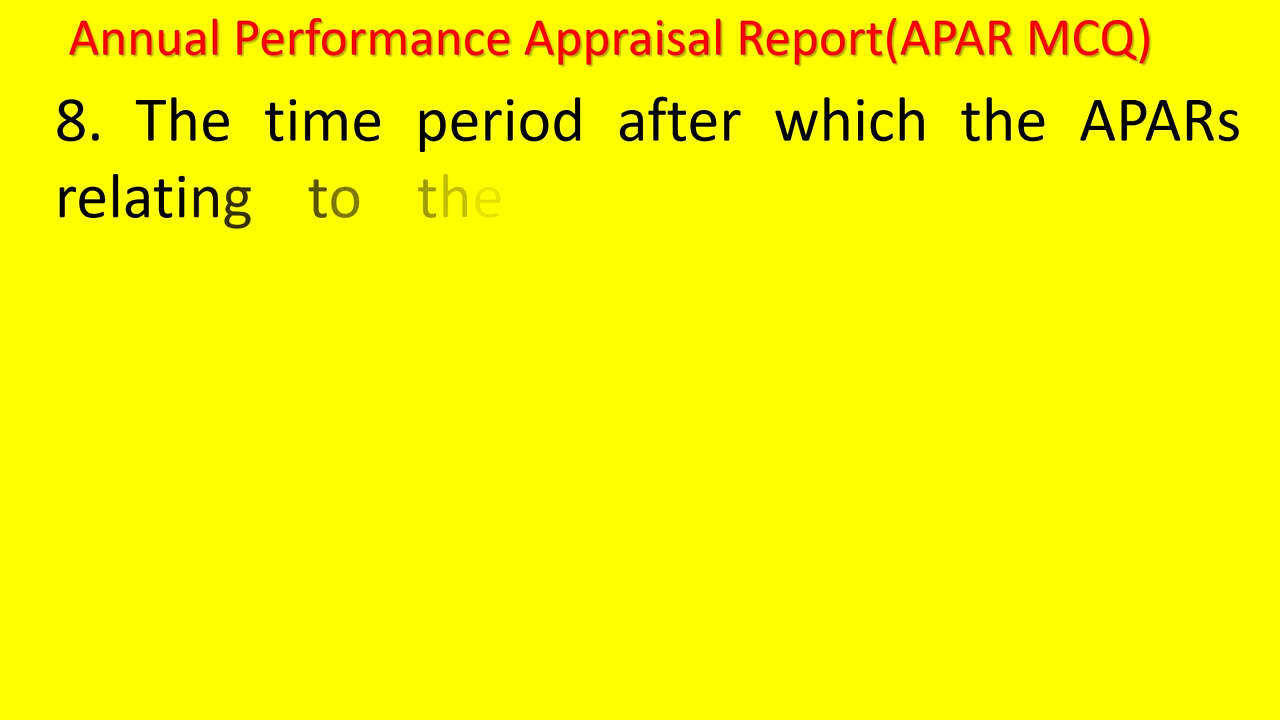 Annual Performance Appraisal Report(APAR MCQ)
8. The time period after which the APARs
relating to the